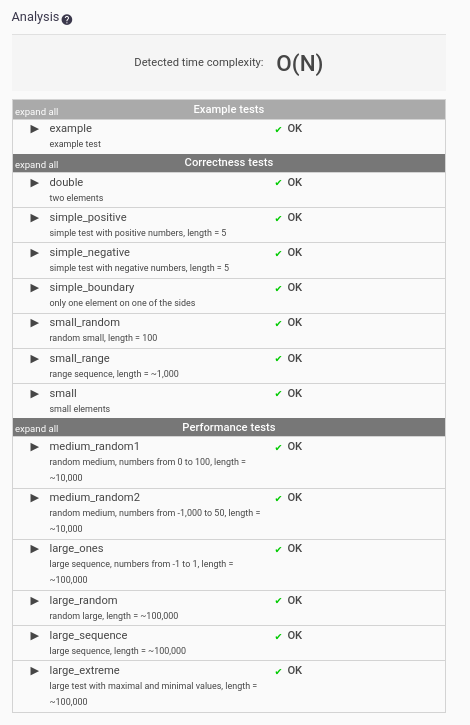 Analysis ?
Detected time complexity: O(N)
expand all Example tests
▶ example ✔ OK
example test
expand all Correctness tests
▶ double ✔ OK
two elements
▶ simple_positive ✔ OK
simple test with positive numbers, length = 5
▶ simple_negative ✔ OK
simple test with negative numbers, length = 5
▶ simple_boundary ✔ OK
only one element on one of the sides
▶ small_random ✔ OK
random small, length = 100
▶ small_range ✔ OK
range sequence, length = ~1,000
▶ small ✔ OK
small elements
expand all Performance tests
▶ medium_random1 ✔ OK
random medium, numbers from 0 to 100, length =
~10,000
▶ medium_random2 ✔ OK
random medium, numbers from -1,000 to 50, length =
~10,000
▶ large_ones ✔ OK
large sequence, numbers from -1 to 1, length =
~100,000
▶ large_random ✔ OK
random large, length = ~100,000
▶ large_sequence ✔ OK
large sequence, length = ~100,000
▶ large_extreme ✔ OK
large test with maximal and minimal values, length =
~100,000